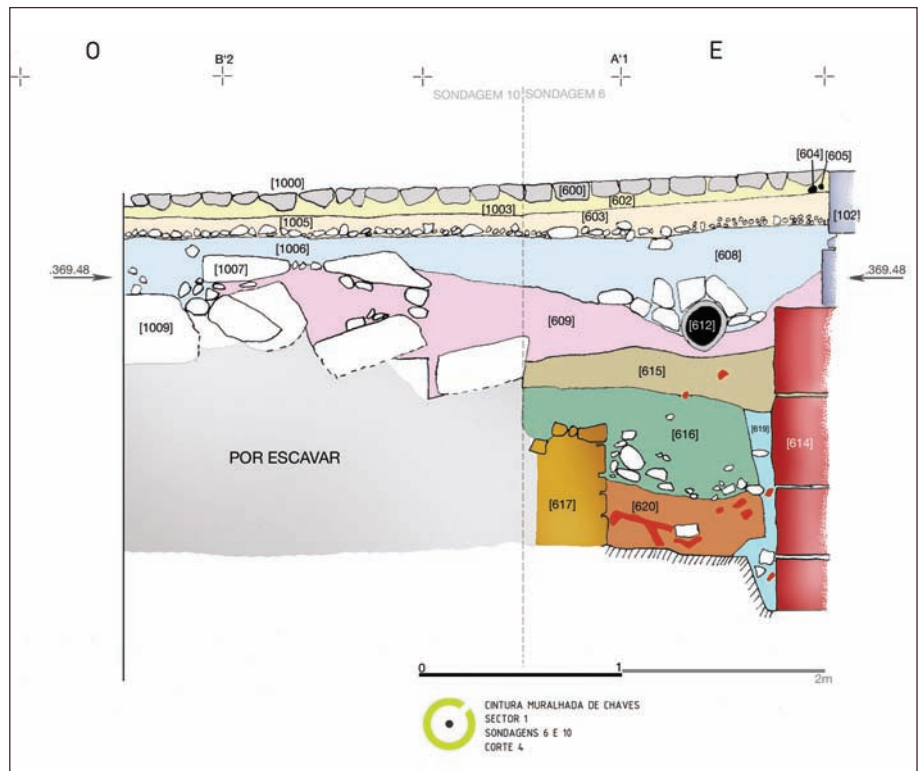 O E
B'2 A'1
SONDAGEM 10 SONDAGEM 6
[604] [605]
[1000] [600]
[602]
[1003]
[102]
[603]
[1005]
[1006]
[608]
369.48 [1007] 369.48
[609] [612]
[1009]
[615]
[616] [619] [614]
POR ESCAVAR
[617] [620]
0 1
2m
CINTURA MURALHADA DE CHAVES
SECTOR 1
SONDAGENS 6 E 10
CORTE 4